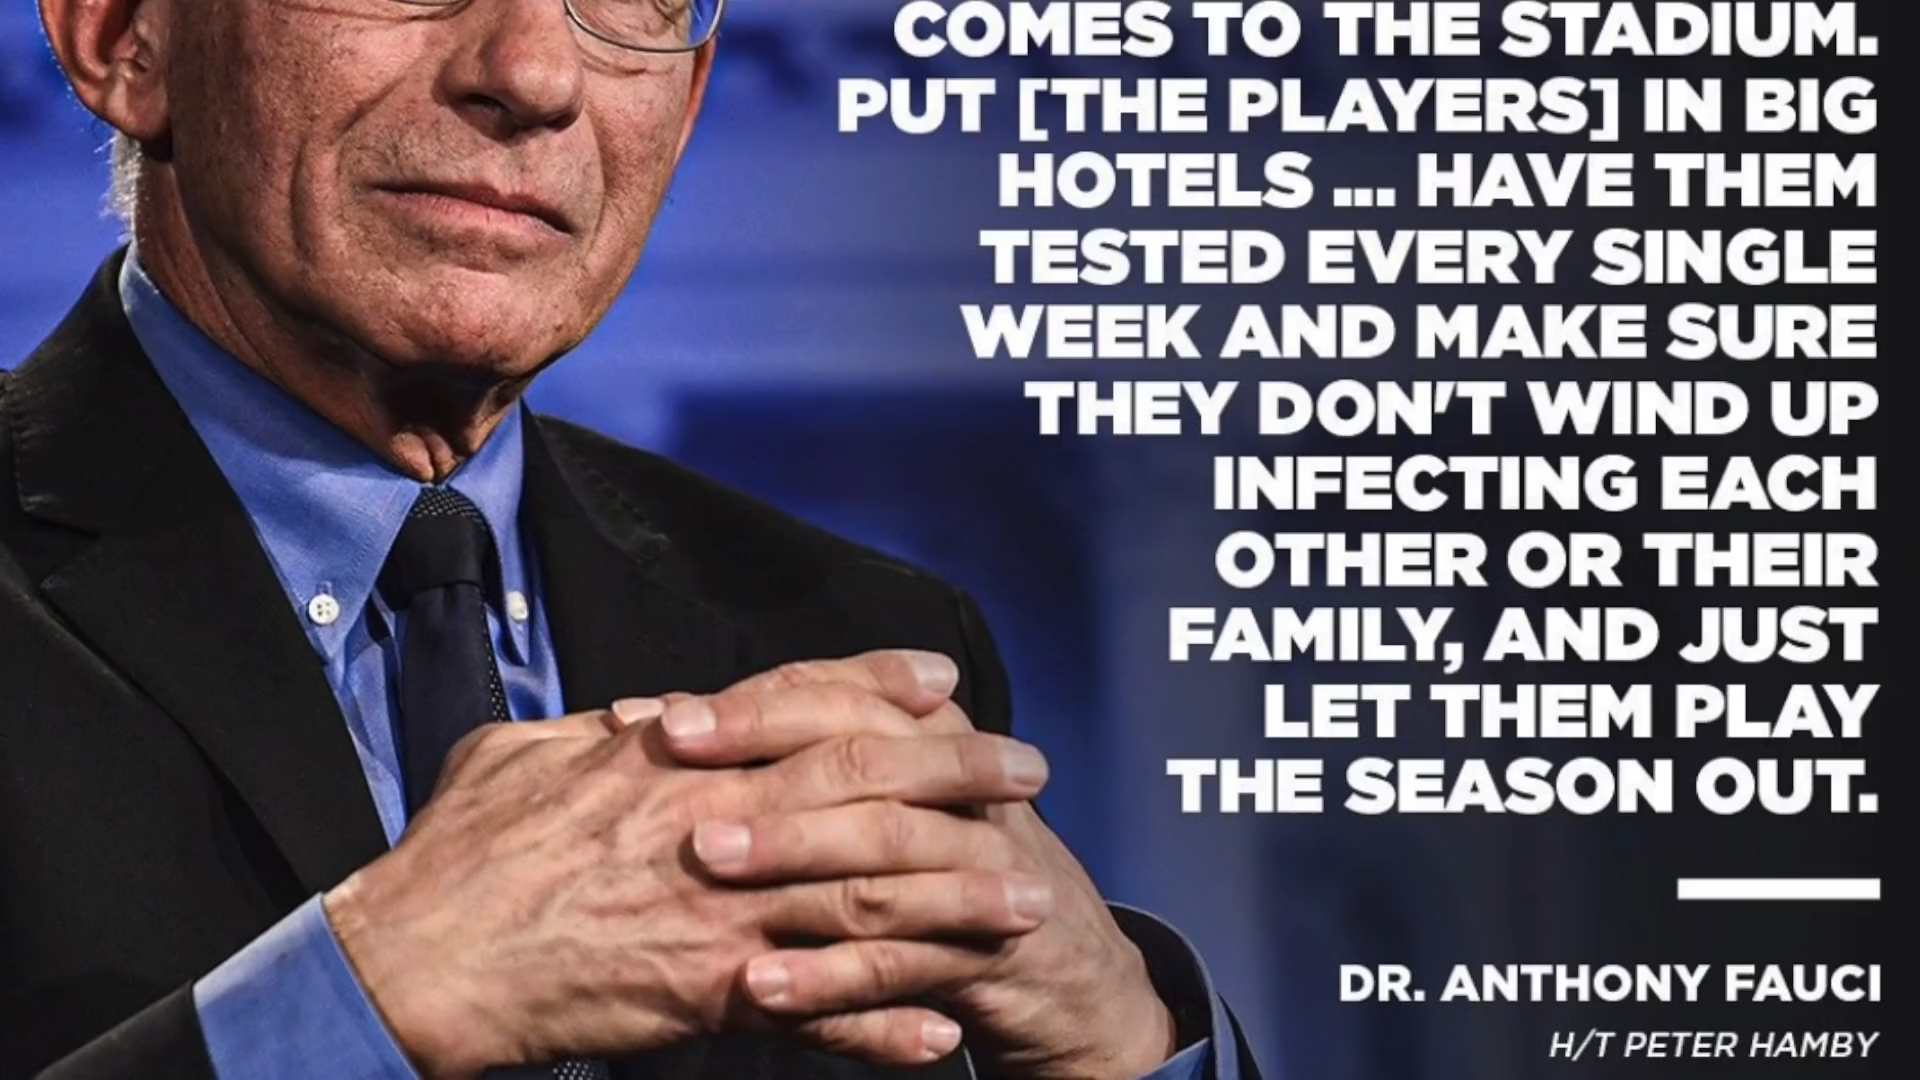 COMES TO THE STADIUM.
PUT [THE PLAYERS] IN BIG
HOTELS ... HAVE THEM
TESTED EVERY SINGLE
WEEK AND MAKE SURE
THEY DON'T WIND UP
INFECTING EACH
OTHER OR THEIR
FAMILY, AND JUST
LET THEM PLAY
THE SEASON OUT.
DR. ANTHONY FAUCI
H/T PETER HAMBY